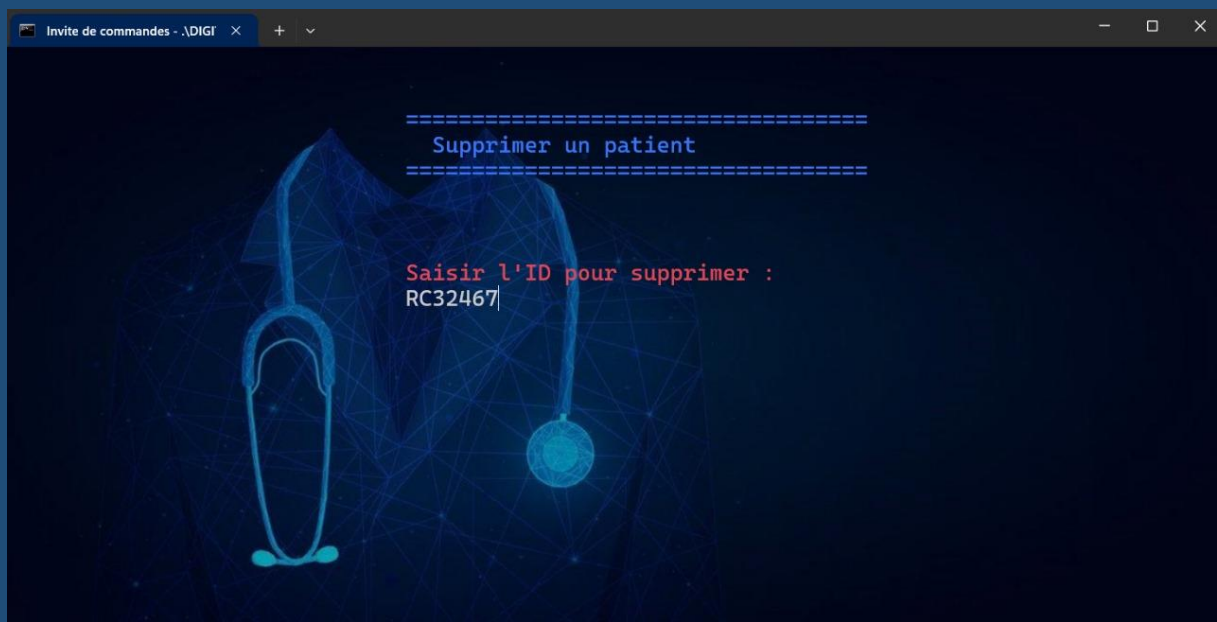 Invite de commandes - .\DIGI
==================================
Supprimer un patient
==================================
Saisir l'ID pour supprimer :
RC32467